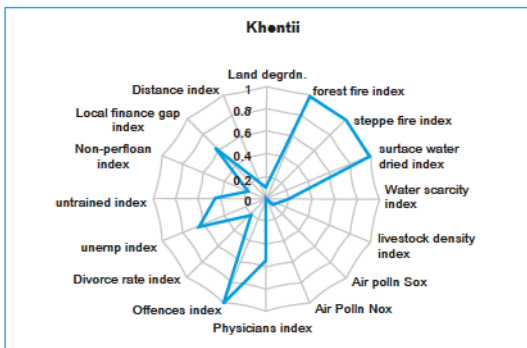 Khentii
Land degrdn.
forest fire index
steppe fire index
surtace water
dried index
Water scarcity
index
livestock density
index
Air polln Sox
Air Polln Nox
Physicians index
Offences index
Divorce rate index
unemp index
untrained index
Non-perfloan
index
Local finance gap
index
Distance index
1
0.8
0.6
0.4
0.2
0